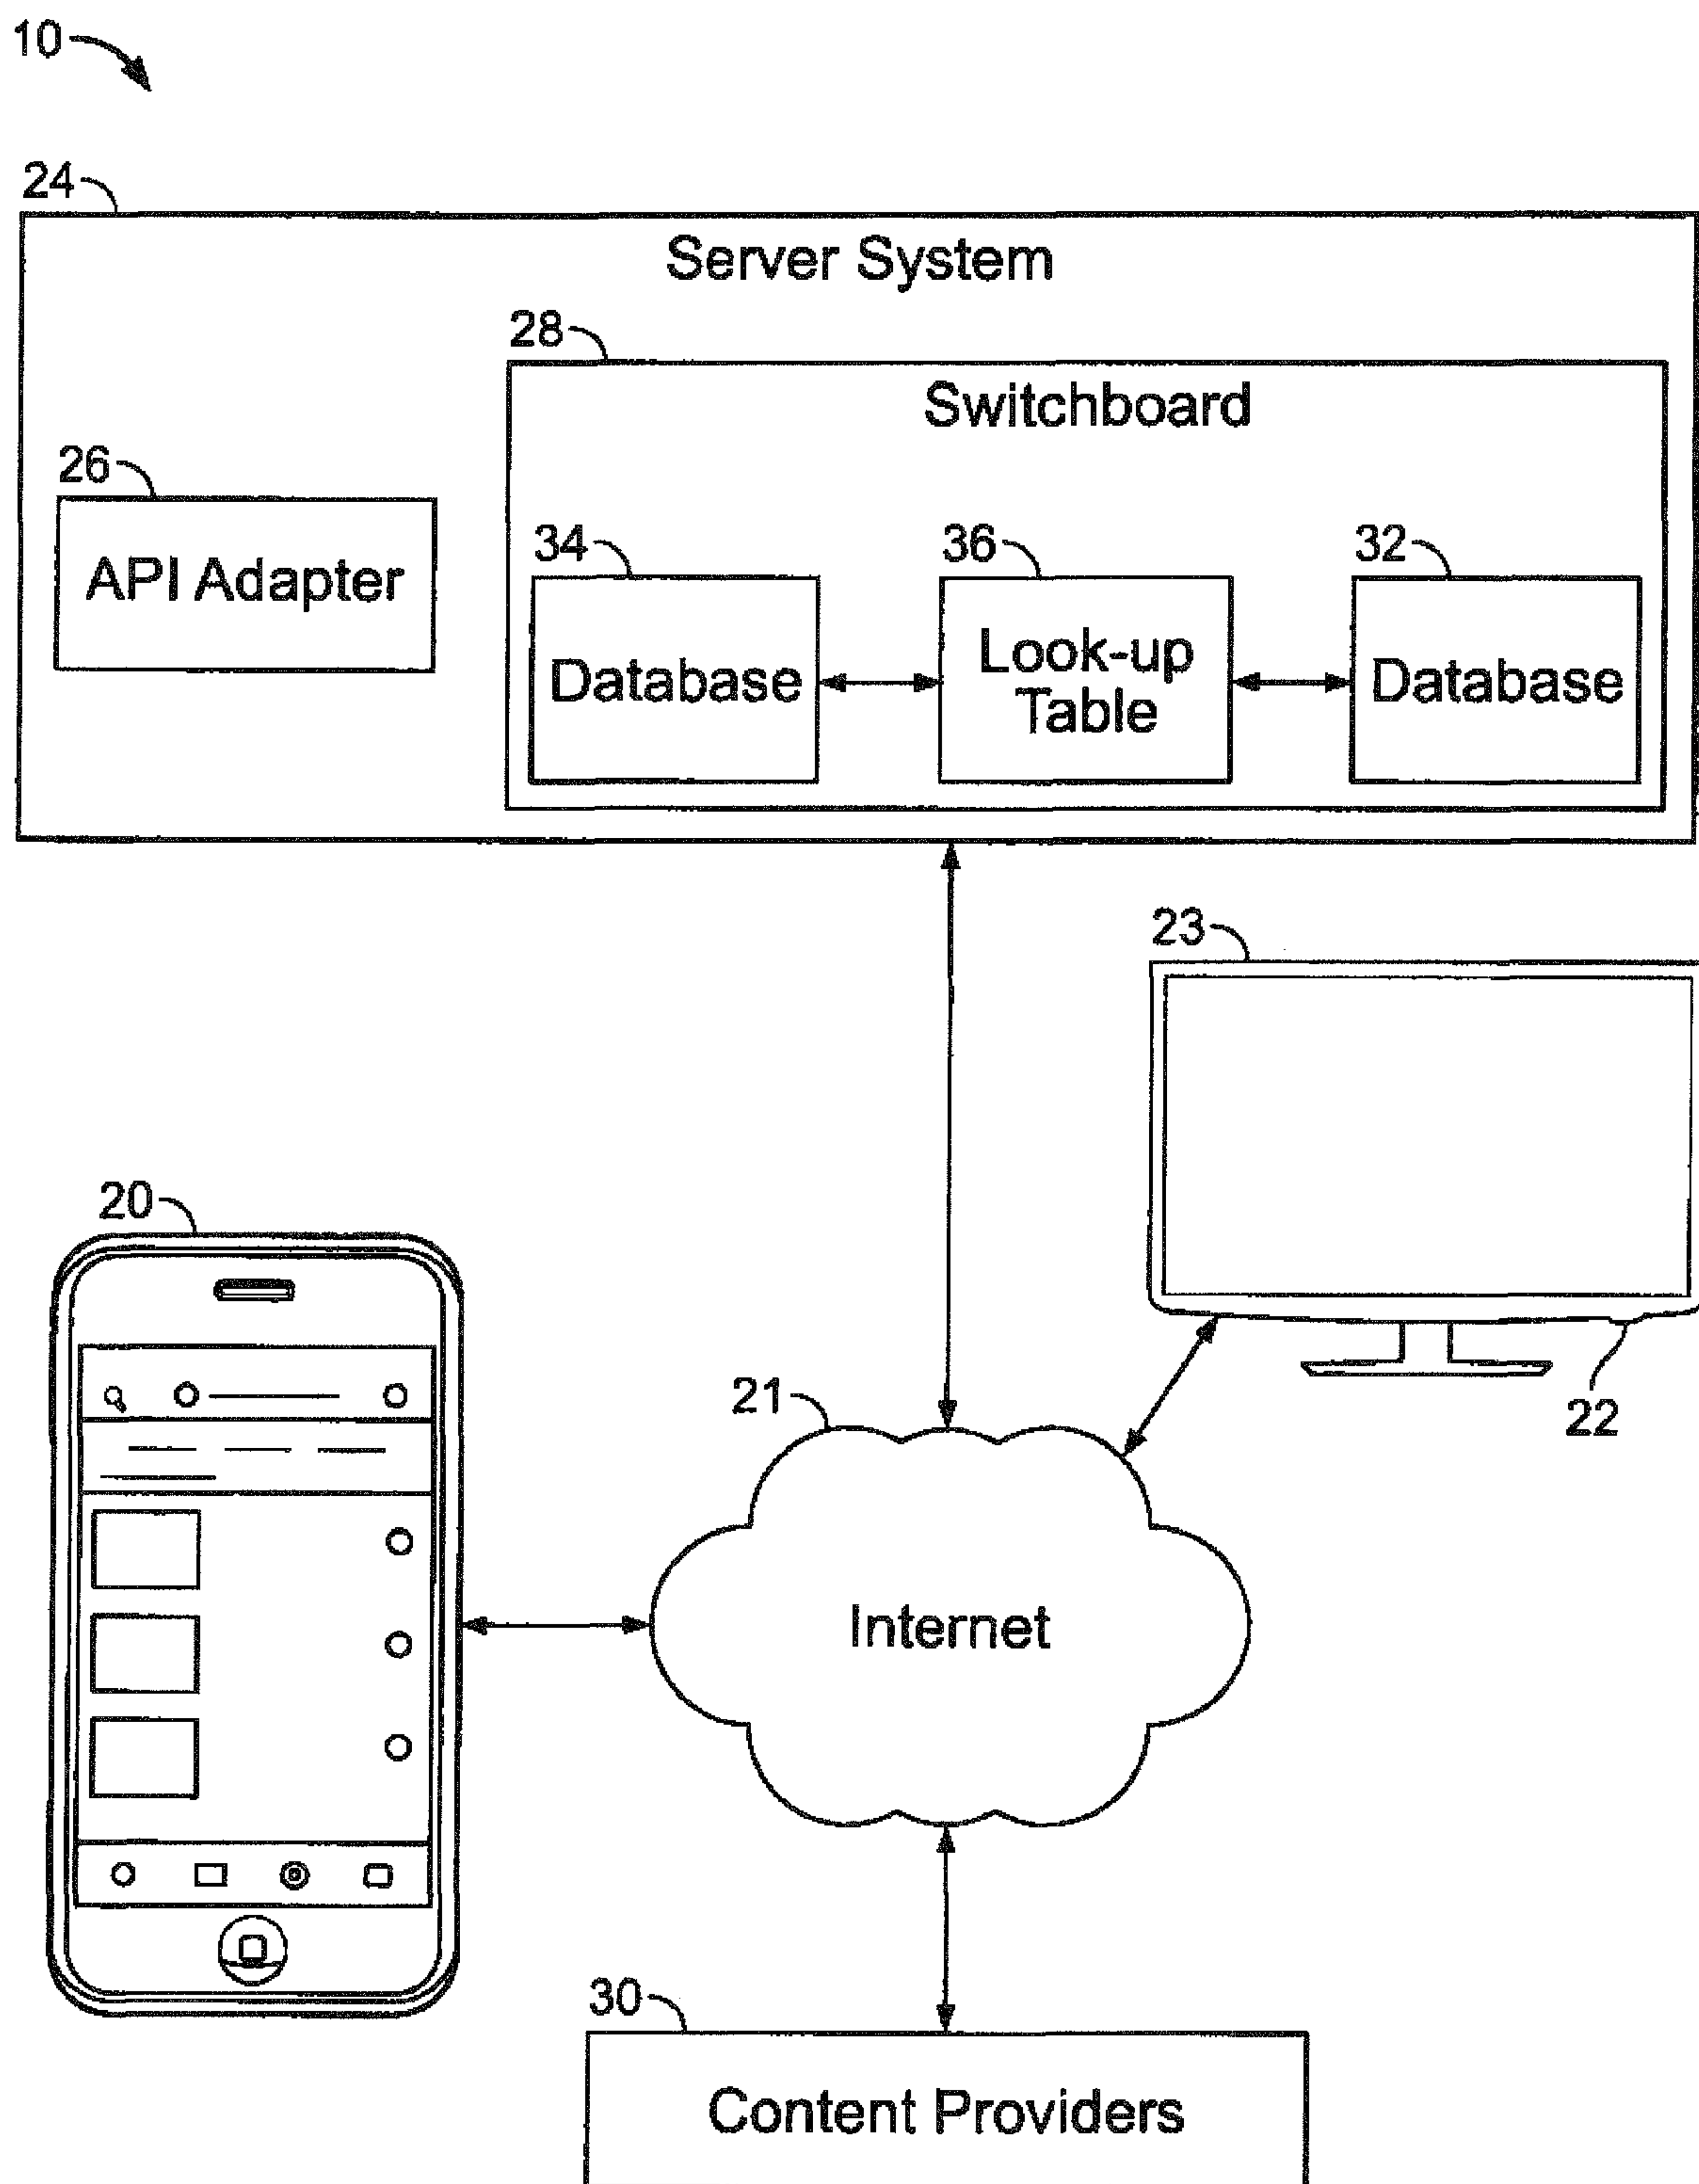 10
24
Server System
28
Switchboard
26
API Adapter
34
Database
36
Look-up
Table
32
Database
23
20
21
22
Internet
30
Content Providers